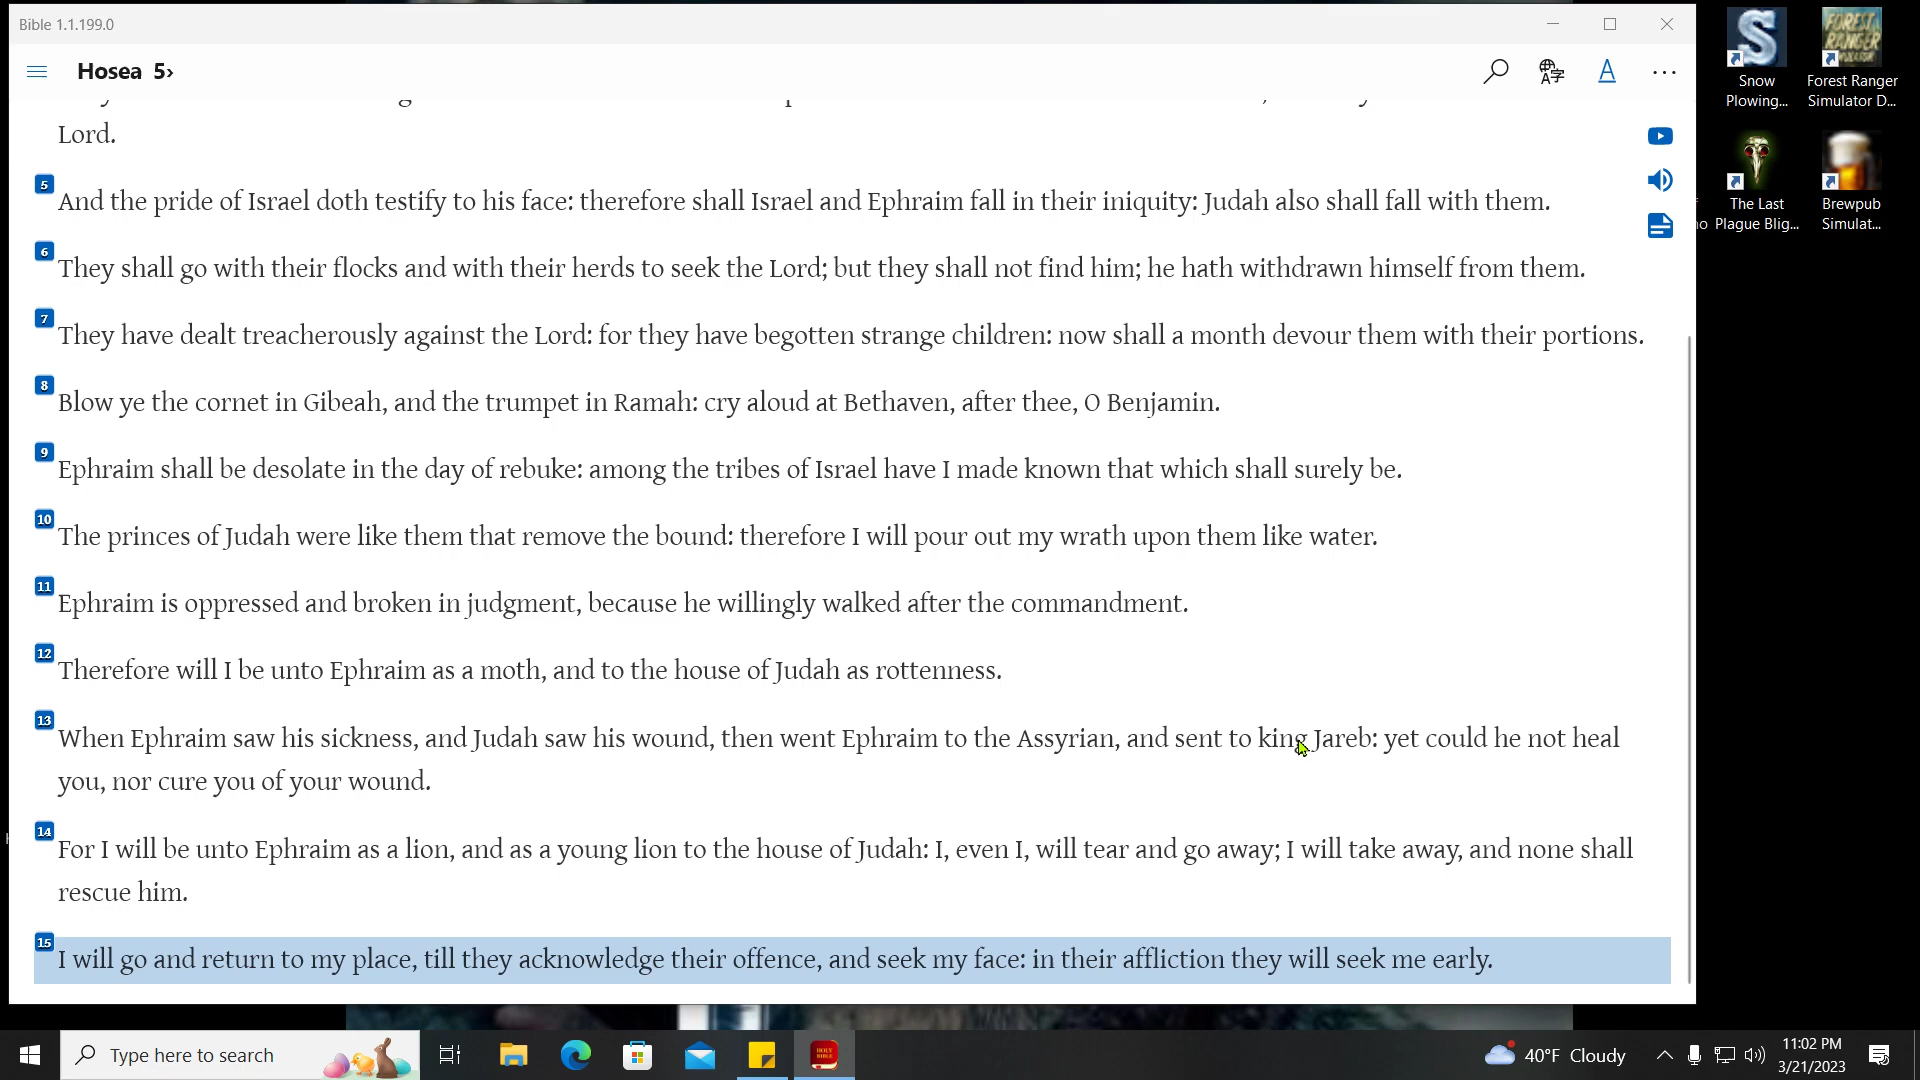 Bible 1.1.199.0
Hosea 5›
Lord.
5 And the pride of Israel doth testify to his face: therefore shall Israel and Ephraim fall in their iniquity: Judah also shall fall with them.
6 They shall go with their flocks and with their herds to seek the Lord; but they shall not find him; he hath withdrawn himself from them.
7 They have dealt treacherously against the Lord: for they have begotten strange children: now shall a month devour them with their portions.
8 Blow ye the cornet in Gibeah, and the trumpet in Ramah: cry aloud at Bethaven, after thee, O Benjamin.
9 Ephraim shall be desolate in the day of rebuke: among the tribes of Israel have I made known that which shall surely be.
10 The princes of Judah were like them that remove the bound: therefore I will pour out my wrath upon them like water.
11 Ephraim is oppressed and broken in judgment, because he willingly walked after the commandment.
12 Therefore will I be unto Ephraim as a moth, and to the house of Judah as rottenness.
13 When Ephraim saw his sickness, and Judah saw his wound, then went Ephraim to the Assyrian, and sent to king Jareb: yet could he not heal
you, nor cure you of your wound.
14 For I will be unto Ephraim as a lion, and as a young lion to the house of Judah: I, even I, will tear and go away; I will take away, and none shall
rescue him.
15 I will go and return to my place, till they acknowledge their offence, and seek my face: in their affliction they will seek me early.
S
Snow
Plowing...
FOREST
RANGER
Forest Ranger
Simulator D...
The Last
Plague Blig...
Brewpub
Simulat...
Type here to search
HOLY
BIBLE
40°F Cloudy
11:02 PM
3/21/2023